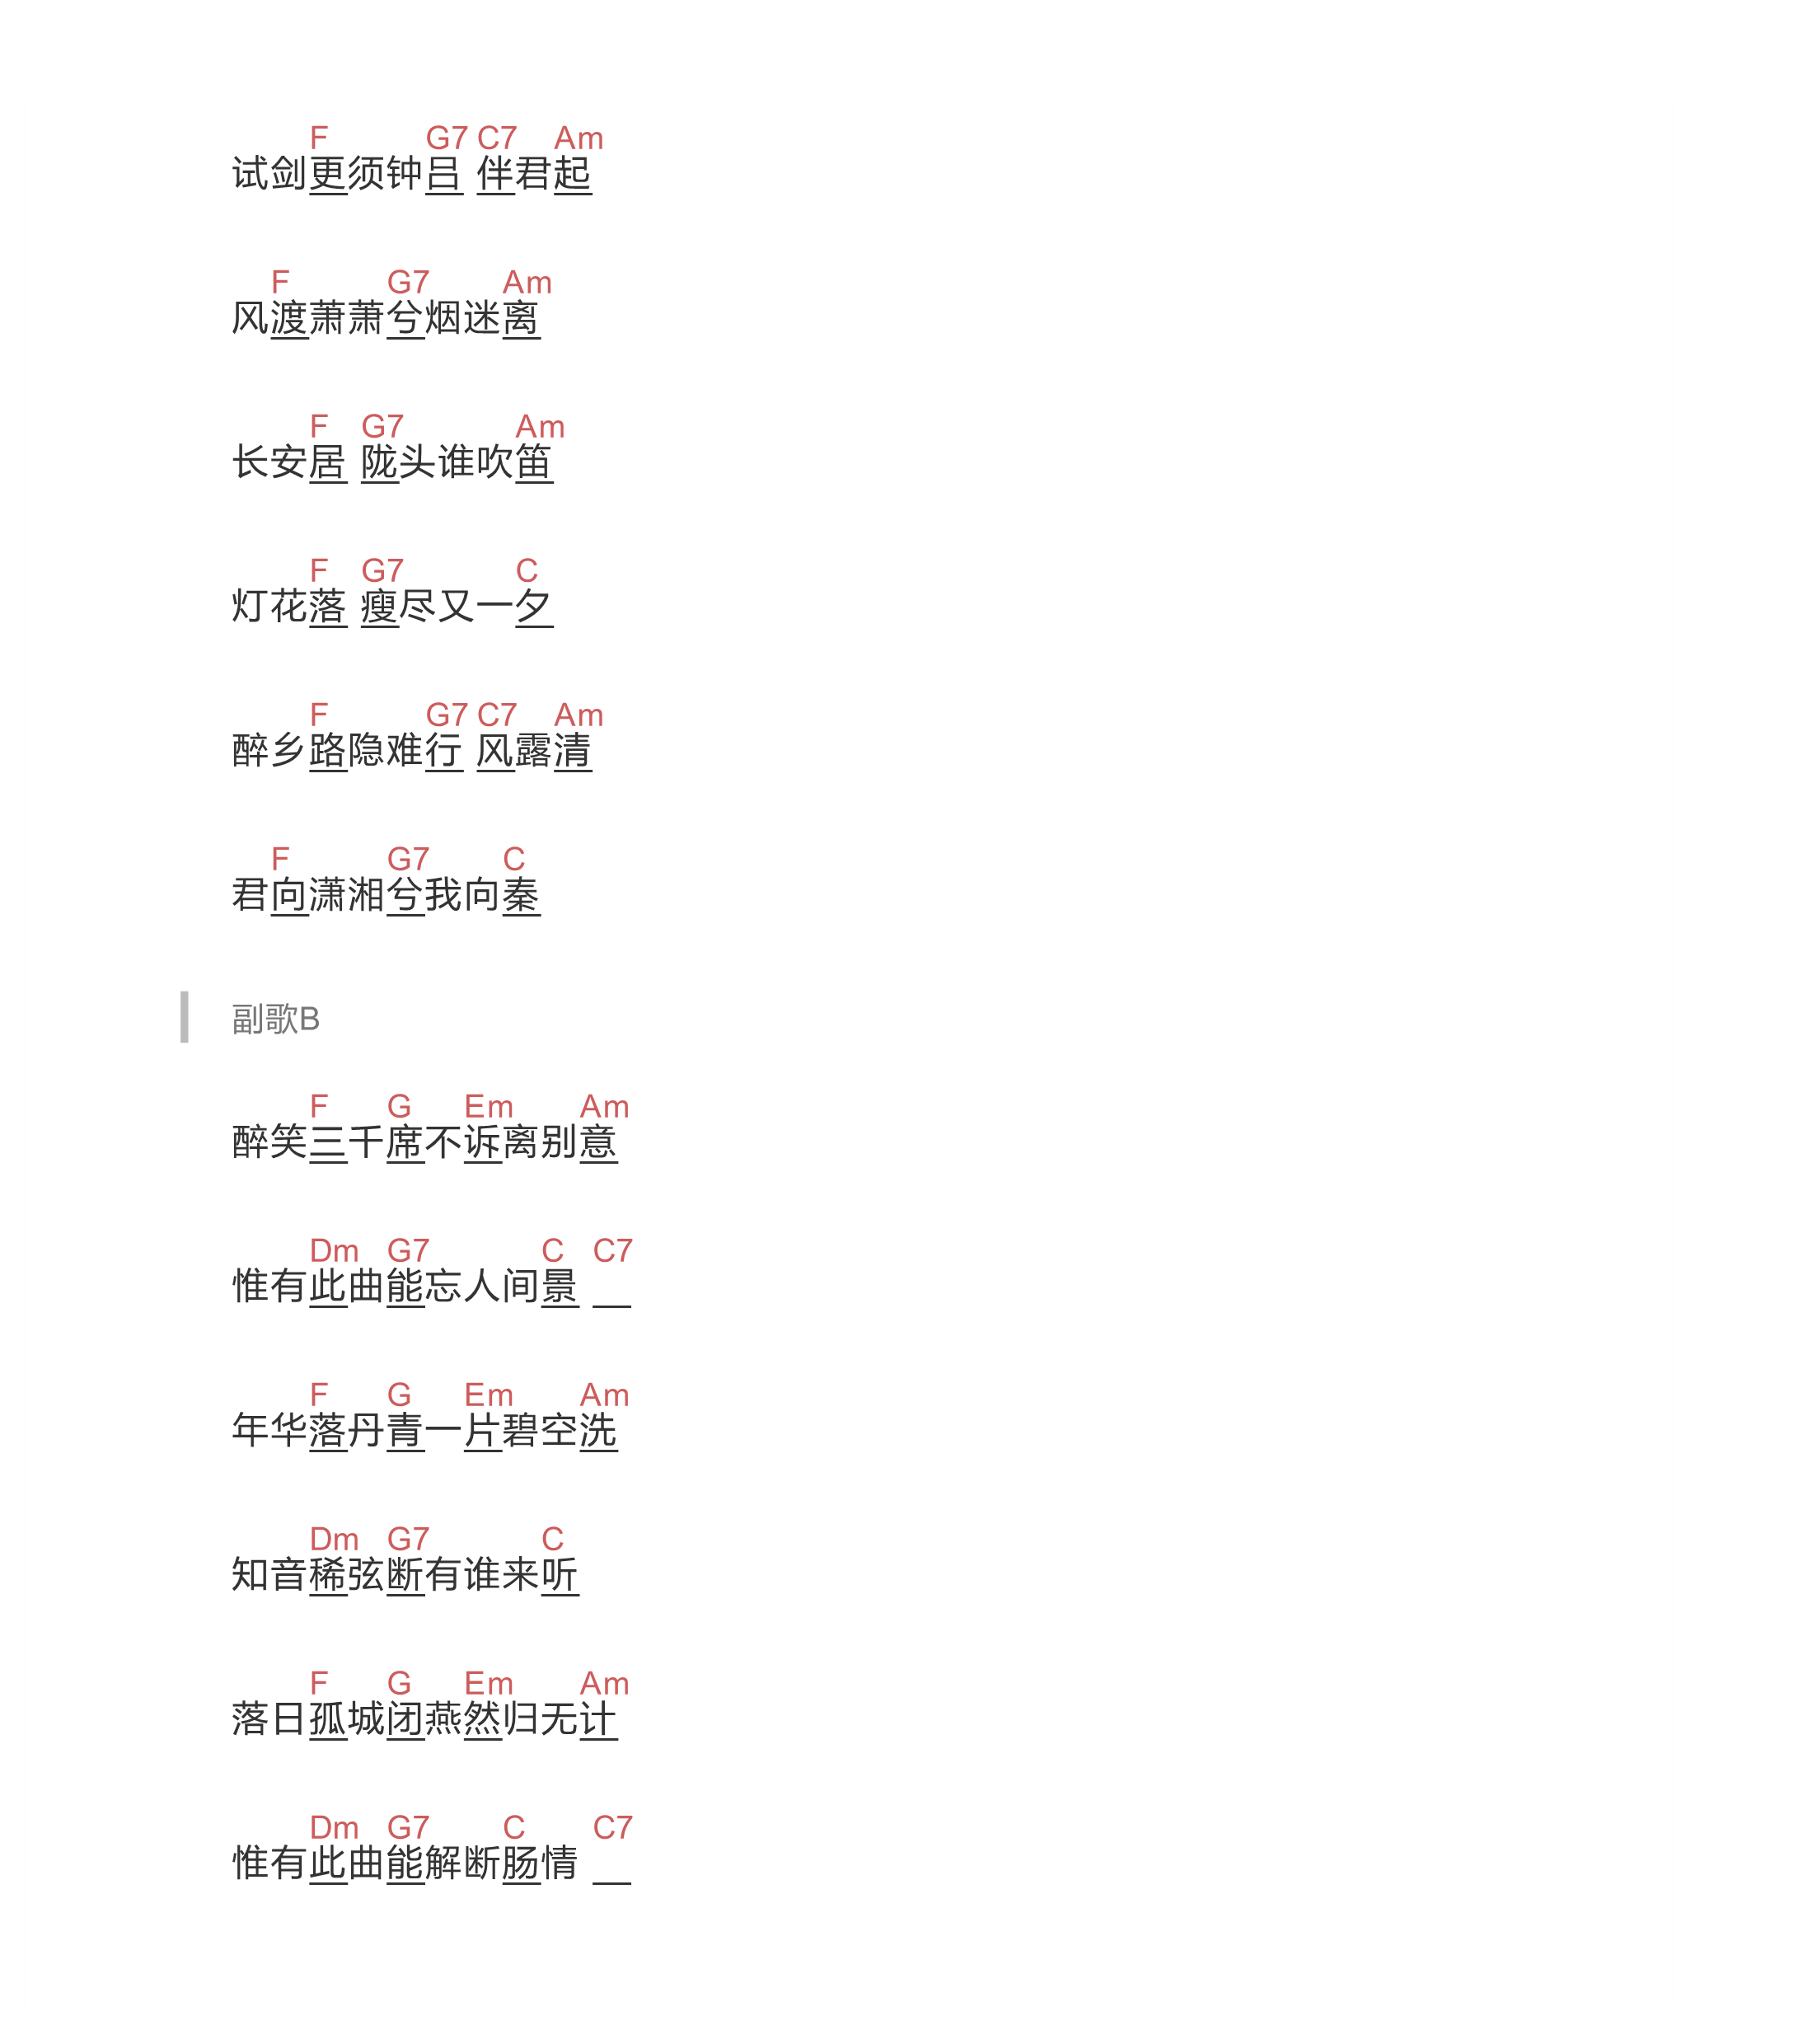 F G7 C7 Am
试剑更须钟吕 伴君起
F G7 Am
风渡萧萧兮烟迷离
F G7 Am
长安居 陇头谁吹笛
F G7 C
灯花落 瘦尽又一夕
F G7 C7 Am
醉乡路隐难行 风露清
F G7 C
君向潇湘兮我向秦
副歌B
F G Em Am
醉笑三千席不诉离别意
Dm G7 C C7
惟有此曲能忘人间景
F G Em Am
年华落丹青一片碧空洗
Dm G7 C
知音稀弦断有谁来听
F G Em Am
落日孤城闭燕然归无计
Dm G7 C C7
惟有此曲能解断肠情